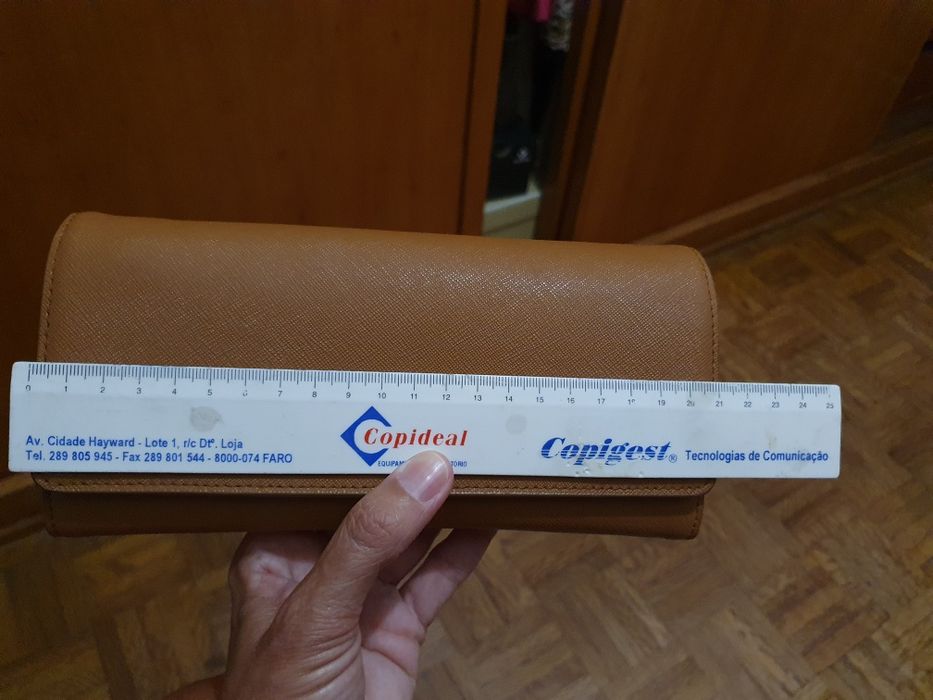 0 1 2 3 4 5 6 7 8 9 10 11 12 13 14 15 16 17 18 19 20 21 22 23 24 25
Av. Cidade Hayward - Lote 1, r/c Dtº. Loja
Tel. 289 805 945 - Fax 289 801 544 - 8000-074 FARO
Copideal
Copigest® Tecnologias de Comunicação